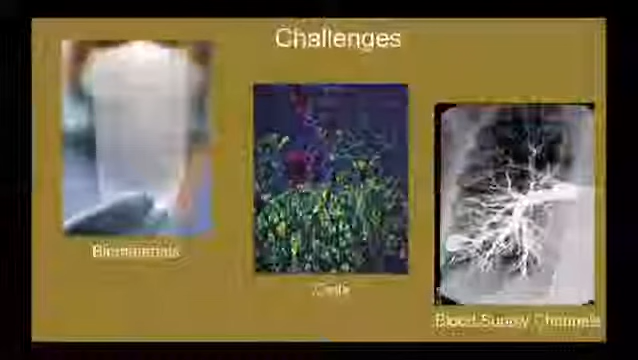 Challenges
Biomaterials
Cells
Blood Supply Channels